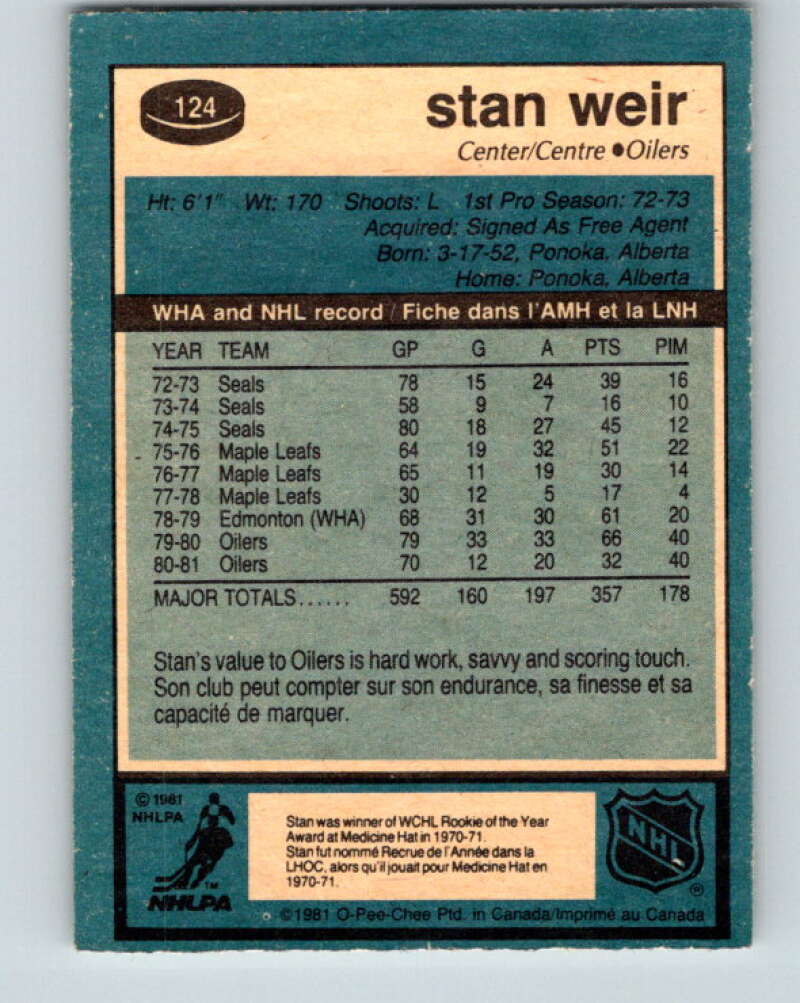 124
stan weir
Center/Centre ●Oilers
Ht: 6'1" Wt: 170 Shoots: L 1st Pro Season: 72-73
Acquired: Signed As Free Agent
Born: 3-17-52, Ponoka, Alberta
Home: Ponoka, Alberta
WHA and NHL record / Fiche dans l'AMH et la LNH
YEAR TEAM GP G A PTS PIM
72-73 Seals 78 15 24 39 16
73-74 Seals 58 9 7 16 10
74-75 Seals 80 18 27 45 12
75-76 Maple Leafs 64 19 32 51 22
76-77 Maple Leafs 65 11 19 30 14
77-78 Maple Leafs 30 12 5 17 4
78-79 Edmonton (WHA) 68 31 30 61 20
79-80 Oilers 79 33 33 66 40
80-81 Oilers 70 12 20 32 40
MAJOR TOTALS...... 592 160 197 357 178
Stan's value to Oilers is hard work, savvy and scoring touch.
Son club peut compter sur son endurance, sa finesse et sa
capacité de marquer.
© 1981
NHLPA
NHLPA
TM
Stan was winner of WCHL Rookie of the Year
Award at Medicine Hat in 1970-71.
Stan fut nommé Recrue de l'Année dans la
LHOC, alors qu'il jouait pour Medicine Hat en
1970-71.
NHL
®
©1981 O-Pee-Chee Ptd. in Canada/Imprimé au Canada